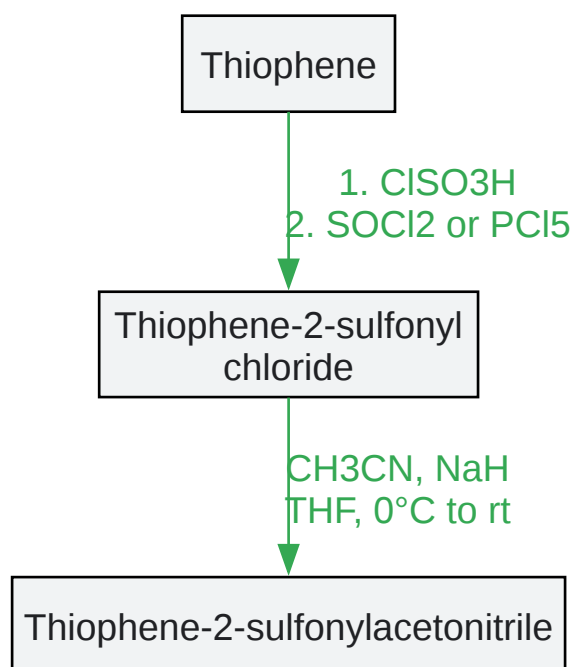 Thiophene
1. ClSO3H
2. SOCl2 or PCl5
Thiophene-2-sulfonyl
chloride
CH3CN, NaH
THF, 0°C to rt
Thiophene-2-sulfonylacetonitrile